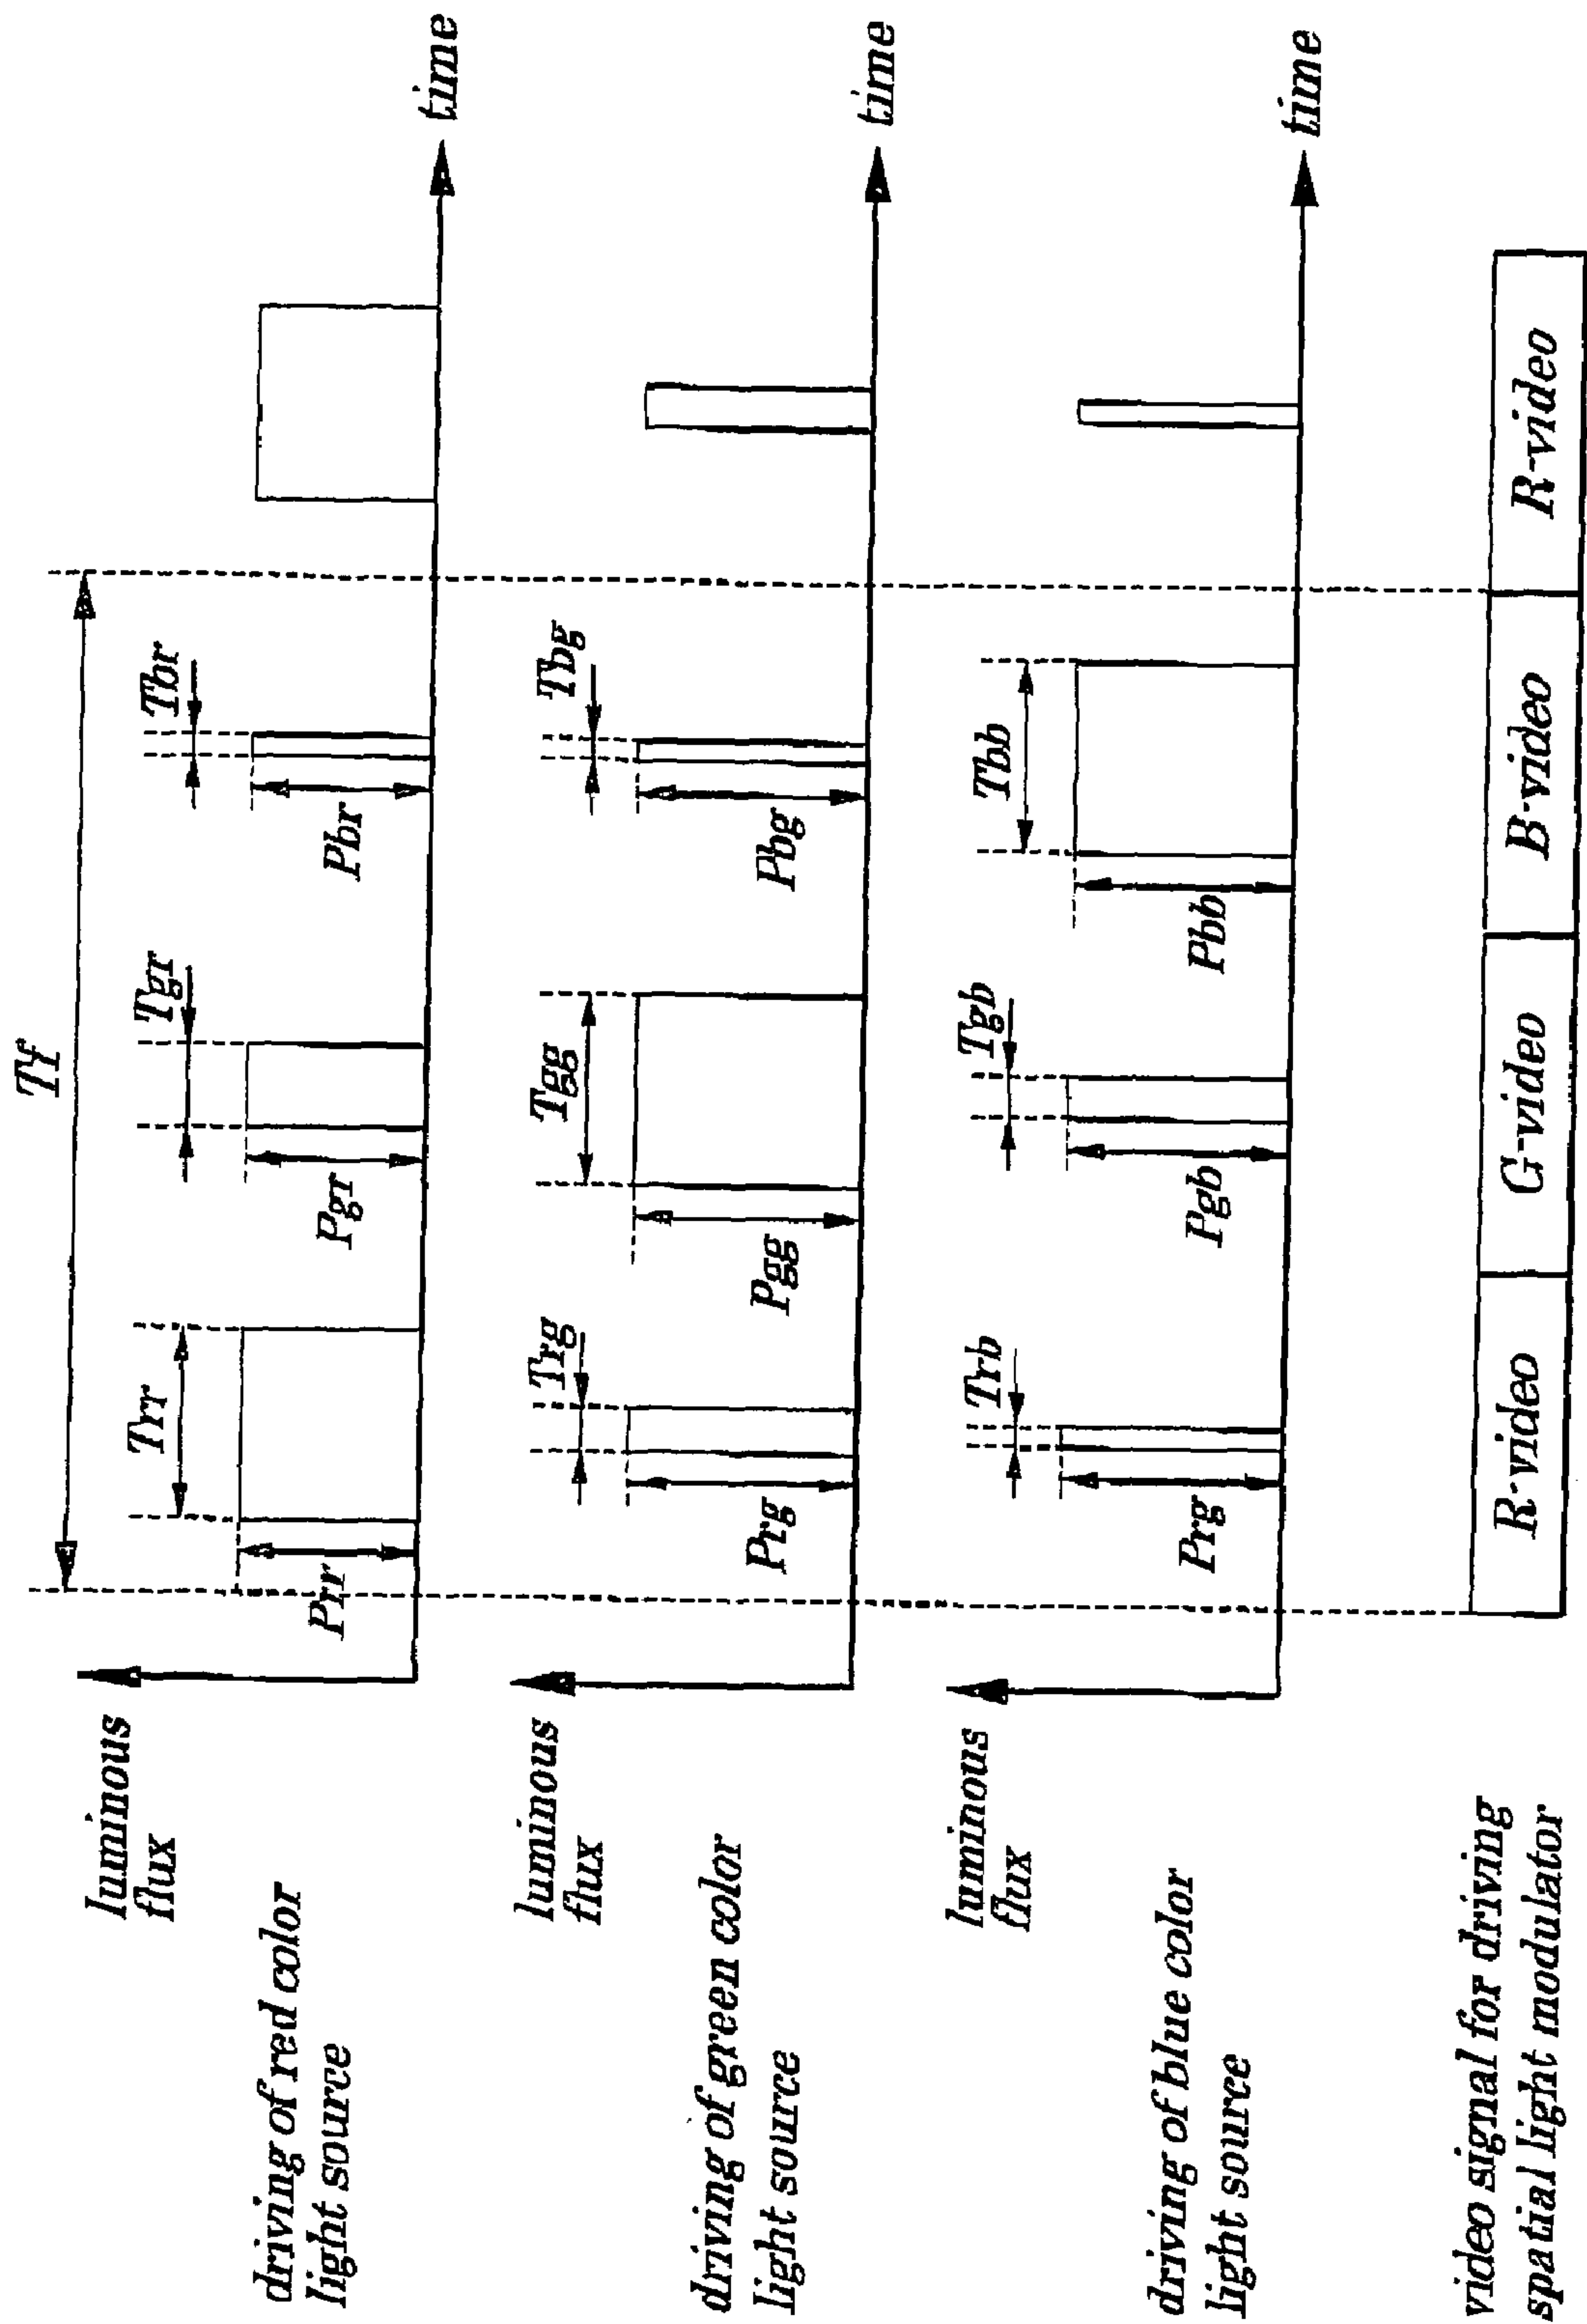 Tf
luminous
flux
driving of red color
light source
Prr
Trr
Pgr
Tgr
Pbr
Tbr
time
luminous
flux
driving of green color
light source
Prg
Trg
Pgg
Tgg
Pbg
Tbg
time
luminous
flux
driving of blue color
light source
Prg
Trb
Pgb
Tgb
Pbb
Tbb
time
video signal for driving
spatial light modulator
R-video
G-video
B-video
R-video